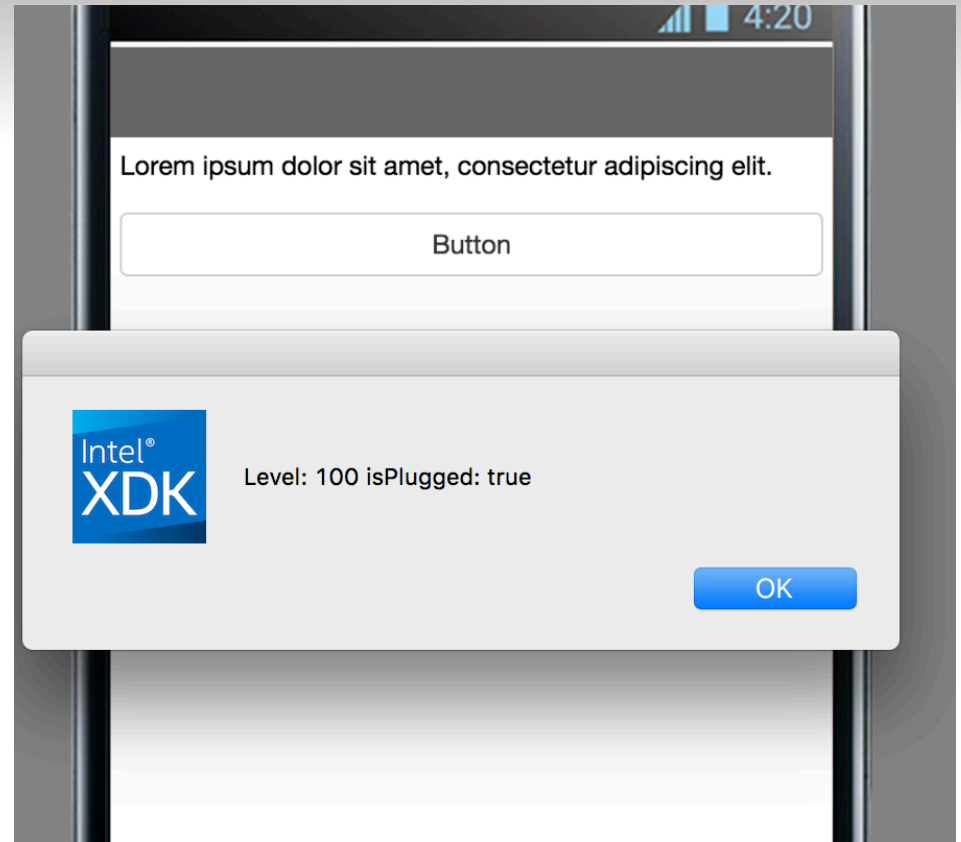 4:20
Lorem ipsum dolor sit amet, consectetur adipiscing elit.
Button
Intel®
XDK
Level: 100 isPlugged: true
OK